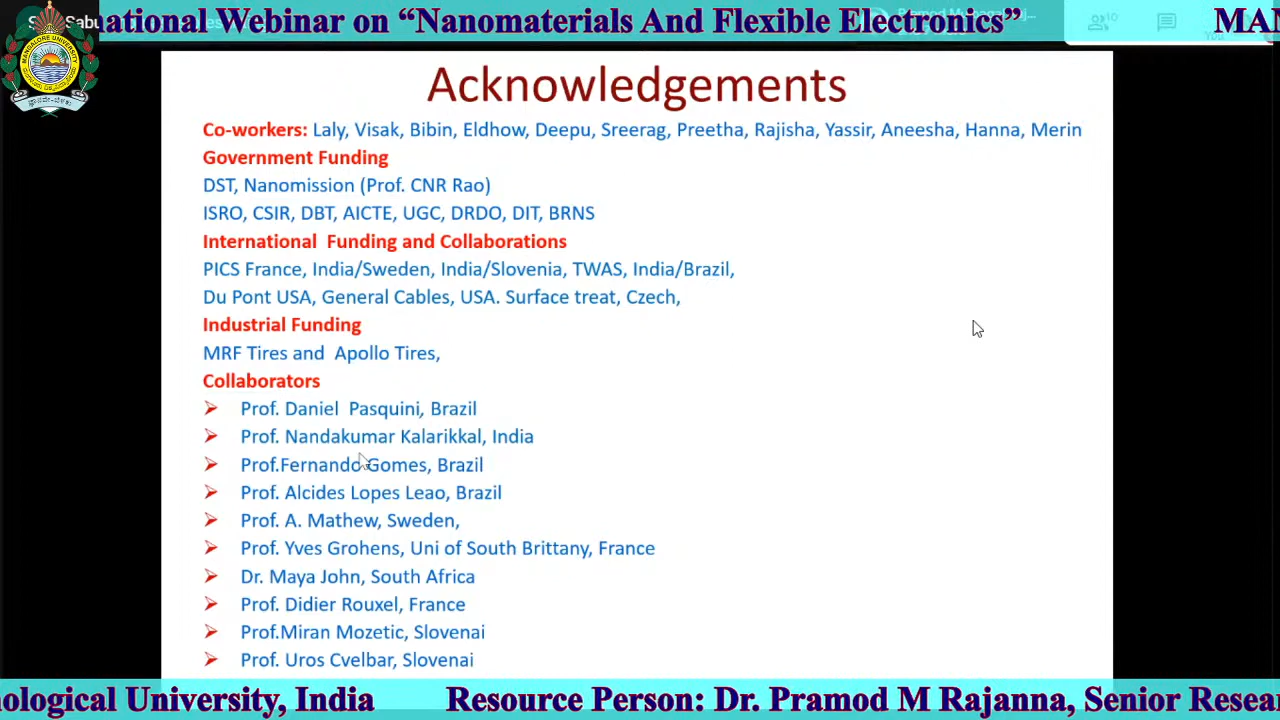 national Webinar on “Nanomaterials And Flexible Electronics”
Acknowledgements
Co-workers: Laly, Visak, Bibin, Eldhow, Deepu, Sreerag, Preetha, Rajisha, Yassir, Aneesha, Hanna, Merin
Government Funding
DST, Nanomission (Prof. CNR Rao)
ISRO, CSIR, DBT, AICTE, UGC, DRDO, DIT, BRNS
International Funding and Collaborations
PICS France, India/Sweden, India/Slovenia, TWAS, India/Brazil,
Du Pont USA, General Cables, USA. Surface treat, Czech,
Industrial Funding
MRF Tires and Apollo Tires,
Collaborators
Prof. Daniel Pasquini, Brazil
Prof. Nandakumar Kalarikkal, India
Prof.Fernando Gomes, Brazil
Prof. Alcides Lopes Leao, Brazil
Prof. A. Mathew, Sweden,
Prof. Yves Grohens, Uni of South Brittany, France
Dr. Maya John, South Africa
Prof. Didier Rouxel, France
Prof.Miran Mozetic, Slovenai
Prof. Uros Cvelbar, Slovenai
nological University, India Resource Person: Dr. Pramod M Rajanna, Senior Resea